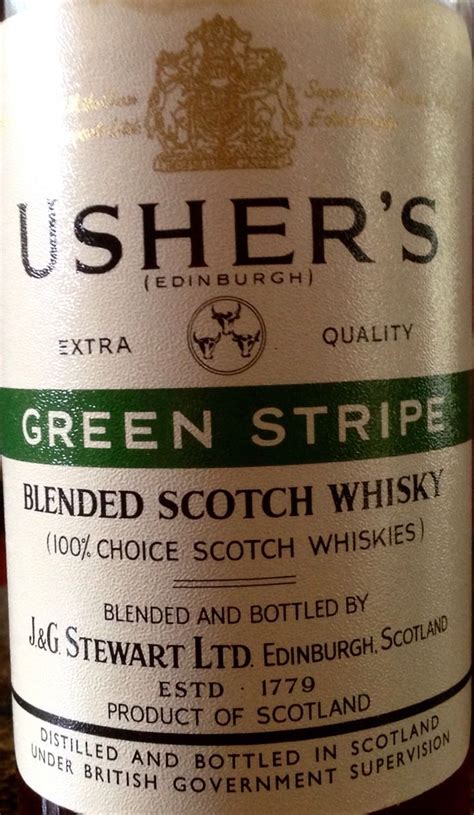 USHER'S
(EDINBURGH)
EXTRA QUALITY
GREEN STRIPE
BLENDED SCOTCH WHISKY
(100% CHOICE SCOTCH WHISKIES)
BLENDED AND BOTTLED BY
J.&G. STEWART LTD. EDINBURGH, SCOTLAND
ESTD · 1779
PRODUCT OF SCOTLAND
DISTILLED AND BOTTLED IN SCOTLAND
UNDER BRITISH GOVERNMENT SUPERVISION